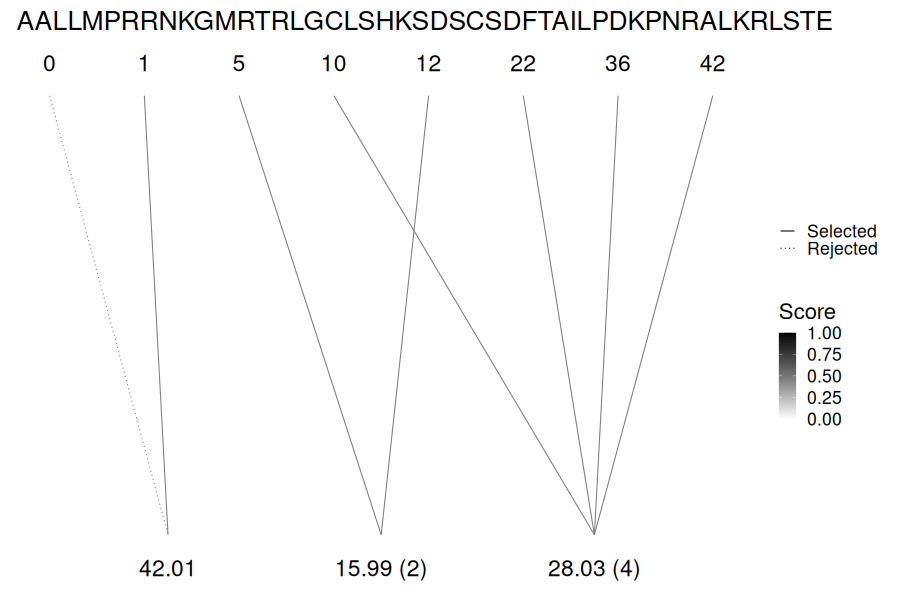 AALLMPRRNKGMRTRLGCLSHKSDSCSDFTAILPDKPNRALKRLSTE
0 1 5 10 12 22 36 42
Selected
Rejected
Score
1.00
0.75
0.50
0.25
0.00
42.01 15.99 (2) 28.03 (4)